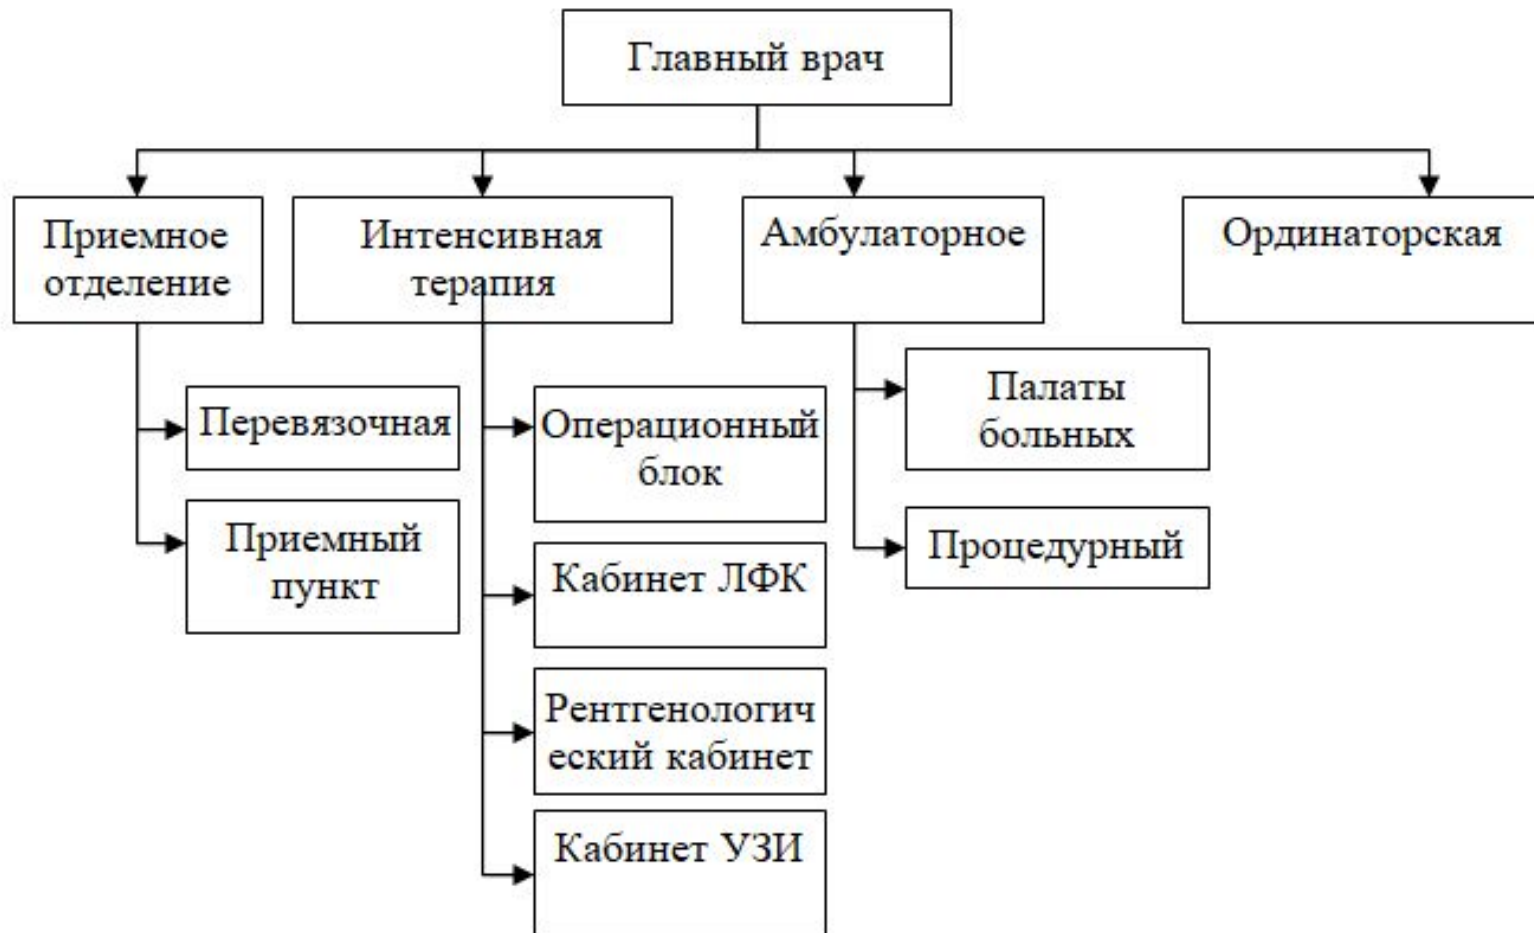 Главный врач
Приемное
отделение
Интенсивная
терапия
Амбулаторное
Ординаторская
Перевязочная
Приемный
пункт
Операционный
блок
Кабинет ЛФК
Рентгенологич
еский кабинет
Кабинет УЗИ
Палаты
больных
Процедурный